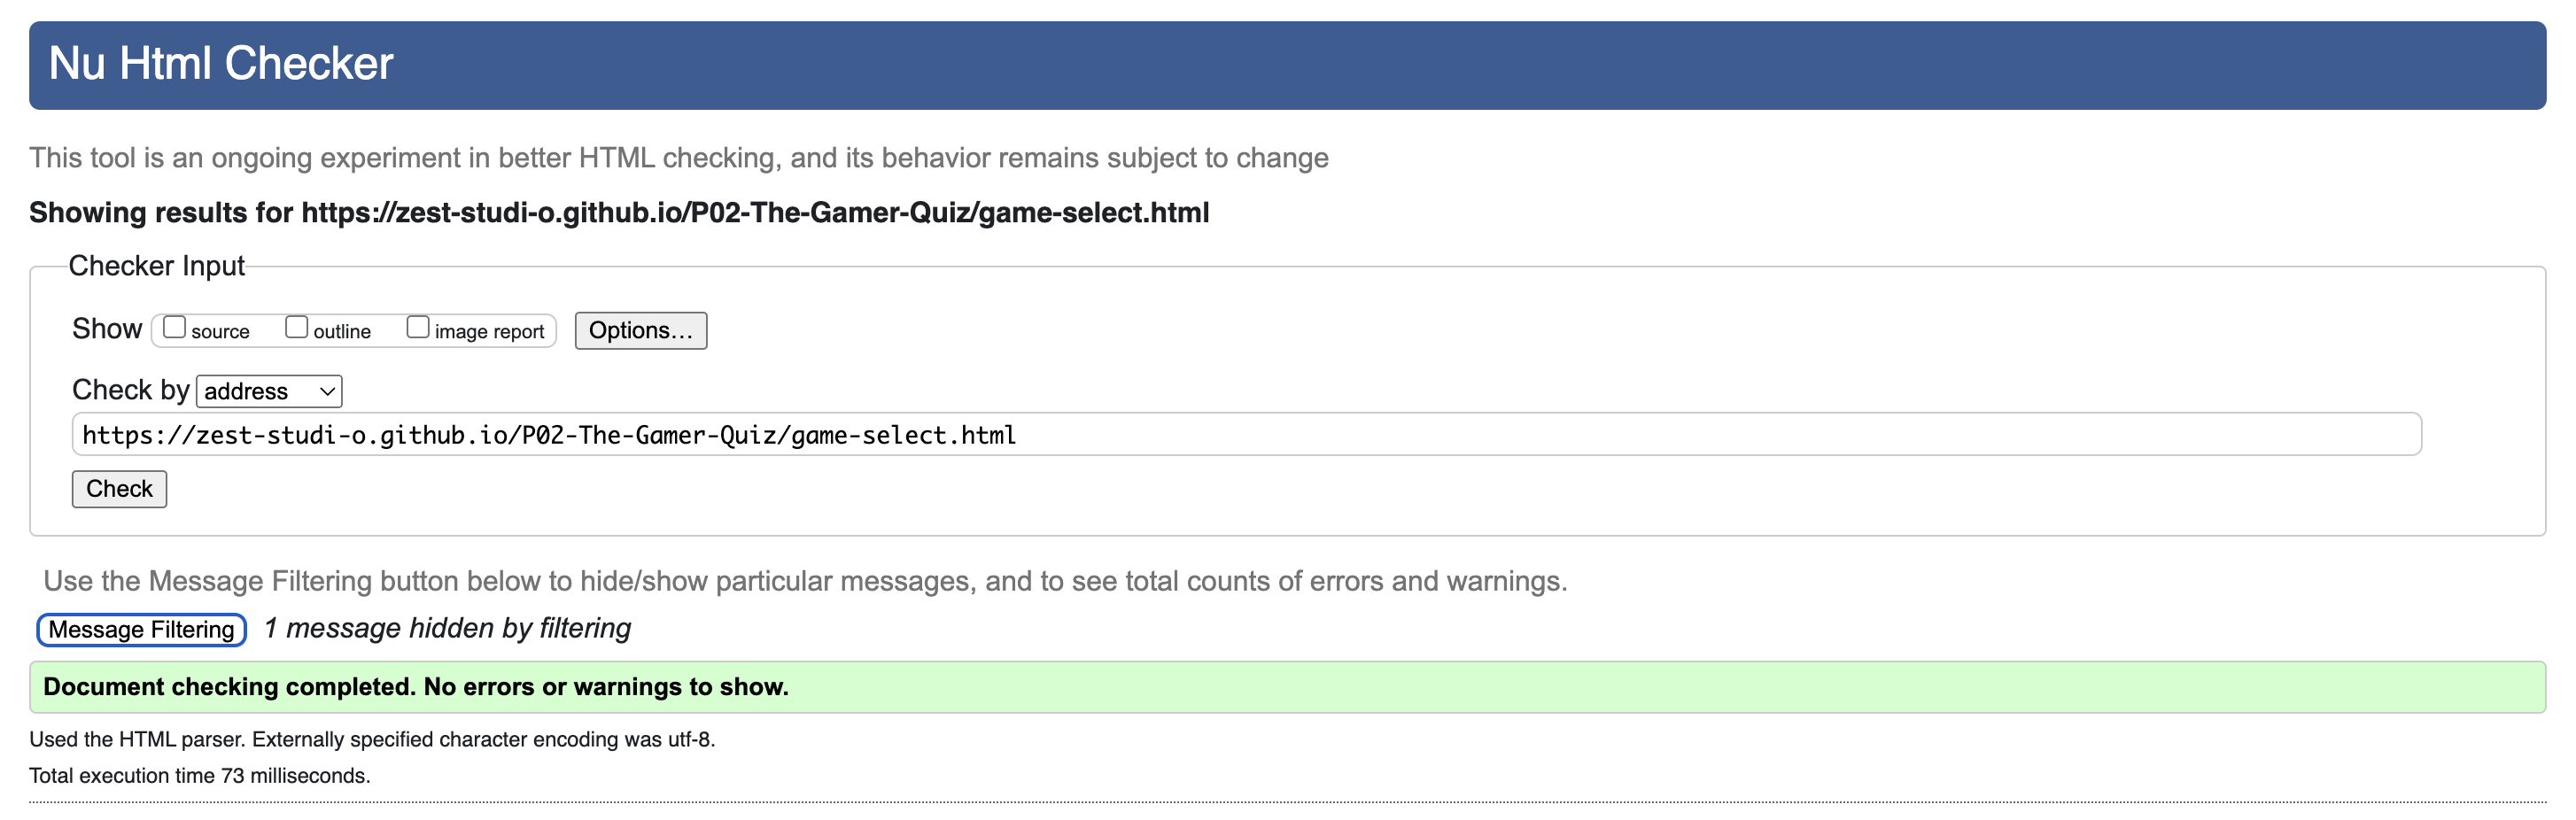 Nu Html Checker
This tool is an ongoing experiment in better HTML checking, and its behavior remains subject to change
Showing results for https://zest-studi-o.github.io/P02-The-Gamer-Quiz/game-select.html
Checker Input
Show source outline image report Options…
Check by address
https://zest-studi-o.github.io/P02-The-Gamer-Quiz/game-select.html
Check
Use the Message Filtering button below to hide/show particular messages, and to see total counts of errors and warnings.
Message Filtering 1 message hidden by filtering
Document checking completed. No errors or warnings to show.
Used the HTML parser. Externally specified character encoding was utf-8.
Total execution time 73 milliseconds.